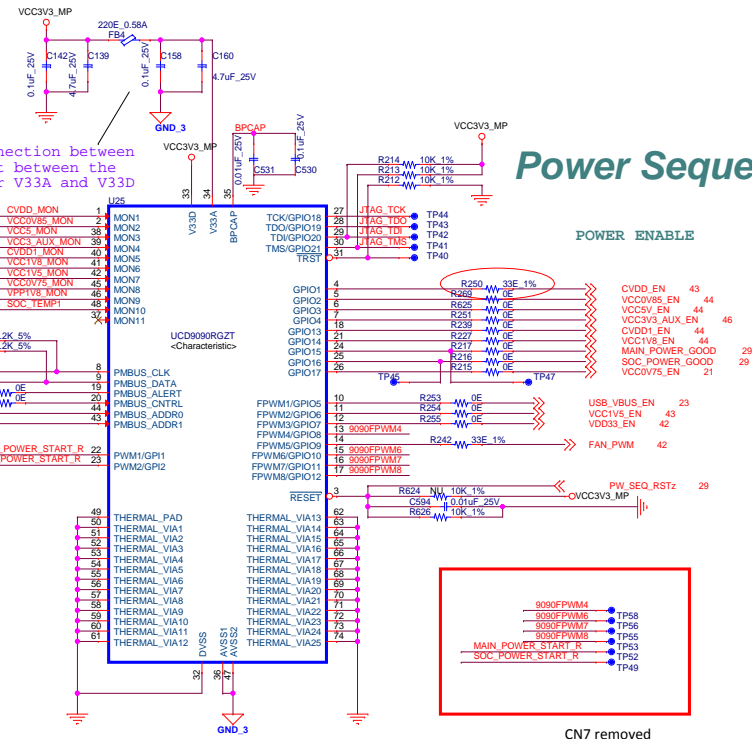 VCC3V3_MP
220E_0.58A
FB4
C142
C139
C158
C160
0.1uF_25V
4.7uF_25V
0.1uF_25V
4.7uF_25V
GND_3
BPCAP
VCC3V3_MP
0.01uF_25V
0.1uF_25V
C531
C530
nection between
t between the
r V33A and V33D
VCC3V3_MP
R214 10K_1%
R213 10K_1%
R212 10K_1%
Power Seque
POWER ENABLE
U25
33 34 35
V33D V33A BPCAP
CVDD_MON 1 MON1
VCC0V85_MON 2 MON2
VCC5_MON 38 MON3
VCC3_AUX_MON 39 MON4
CVDD1_MON 40 MON5
VCC1V8_MON 41 MON6
VCC1V5_MON 42 MON7
VCC0V75_MON 45 MON8
VPP1V8_MON 46 MON9
SOC_TEMP1 48 MON10
37 MON11
TCK/GPIO18 27 JTAG_TCK TP44
TDO/GPIO19 28 JTAG_TDO TP43
TDI/GPIO20 29 JTAG_TDI TP42
TMS/GPIO21 30 JTAG_TMS TP41
TRST 31 TP40
UCD9090RGZT
<Characteristic>
GPIO1 4 R250 33E_1% CVDD_EN 43
GPIO2 5 R269 0E VCC0V85_EN 44
GPIO3 6 R625 0E VCC5V_EN 44
GPIO4 7 R251 0E VCC3V3_AUX_EN 46
GPIO13 18 R239 0E CVDD1_EN 44
GPIO14 21 R227 0E VCC1V8_EN 44
GPIO15 24 R217 0E MAIN_POWER_GOOD 29
GPIO16 25 R216 0E SOC_POWER_GOOD 29
GPIO17 26 R215 0E VCC0V75_EN 21
TP45
TP47
.2K_5%
.2K_5%
8 PMBUS_CLK
9 PMBUS_DATA
0E 19 PMBUS_ALERT
0E 20 PMBUS_CNTRL
44 PMBUS_ADDR0
43 PMBUS_ADDR1
FPWM1/GPIO5 10 R253 0E USB_VBUS_EN 23
FPWM2/GPIO6 11 R254 0E VCC1V5_EN 43
FPWM3/GPIO7 12 R255 0E VDD33_EN 42
FPWM4/GPIO8 13 9090FPWM4
FPWM5/GPIO9 14 R242 33E_1% FAN_PWM 42
FPWM6/GPIO10 15 9090FPWM6
FPWM7/GPIO11 16 9090FPWM7
FPWM8/GPIO12 17 9090FPWM8
_POWER_START_R 22 PWM1/GPI1
POWER_START_R 23 PWM2/GPI2
RESET 3
PW_SEQ_RSTz 29
R624 NU 10K_1% VCC3V3_MP
C594 0.01uF_25V
R626 10K_1%
49 THERMAL_PAD THERMAL_VIA13 62
50 THERMAL_VIA1 THERMAL_VIA14 63
51 THERMAL_VIA2 THERMAL_VIA15 64
52 THERMAL_VIA3 THERMAL_VIA16 65
53 THERMAL_VIA4 THERMAL_VIA17 66
54 THERMAL_VIA5 THERMAL_VIA18 67
55 THERMAL_VIA6 THERMAL_VIA19 68
56 THERMAL_VIA7 THERMAL_VIA20 69
57 THERMAL_VIA8 THERMAL_VIA21 70
58 THERMAL_VIA9 THERMAL_VIA22 71
59 THERMAL_VIA10 THERMAL_VIA23 72
60 THERMAL_VIA11 THERMAL_VIA24 73
61 THERMAL_VIA12 THERMAL_VIA25 74
DVSS AVSS1 AVSS2
32 36 47
GND_3
9090FPWM4 TP58
9090FPWM6 TP56
9090FPWM7 TP55
9090FPWM8 TP53
MAIN_POWER_START_R TP52
SOC_POWER_START_R TP49
CN7 removed